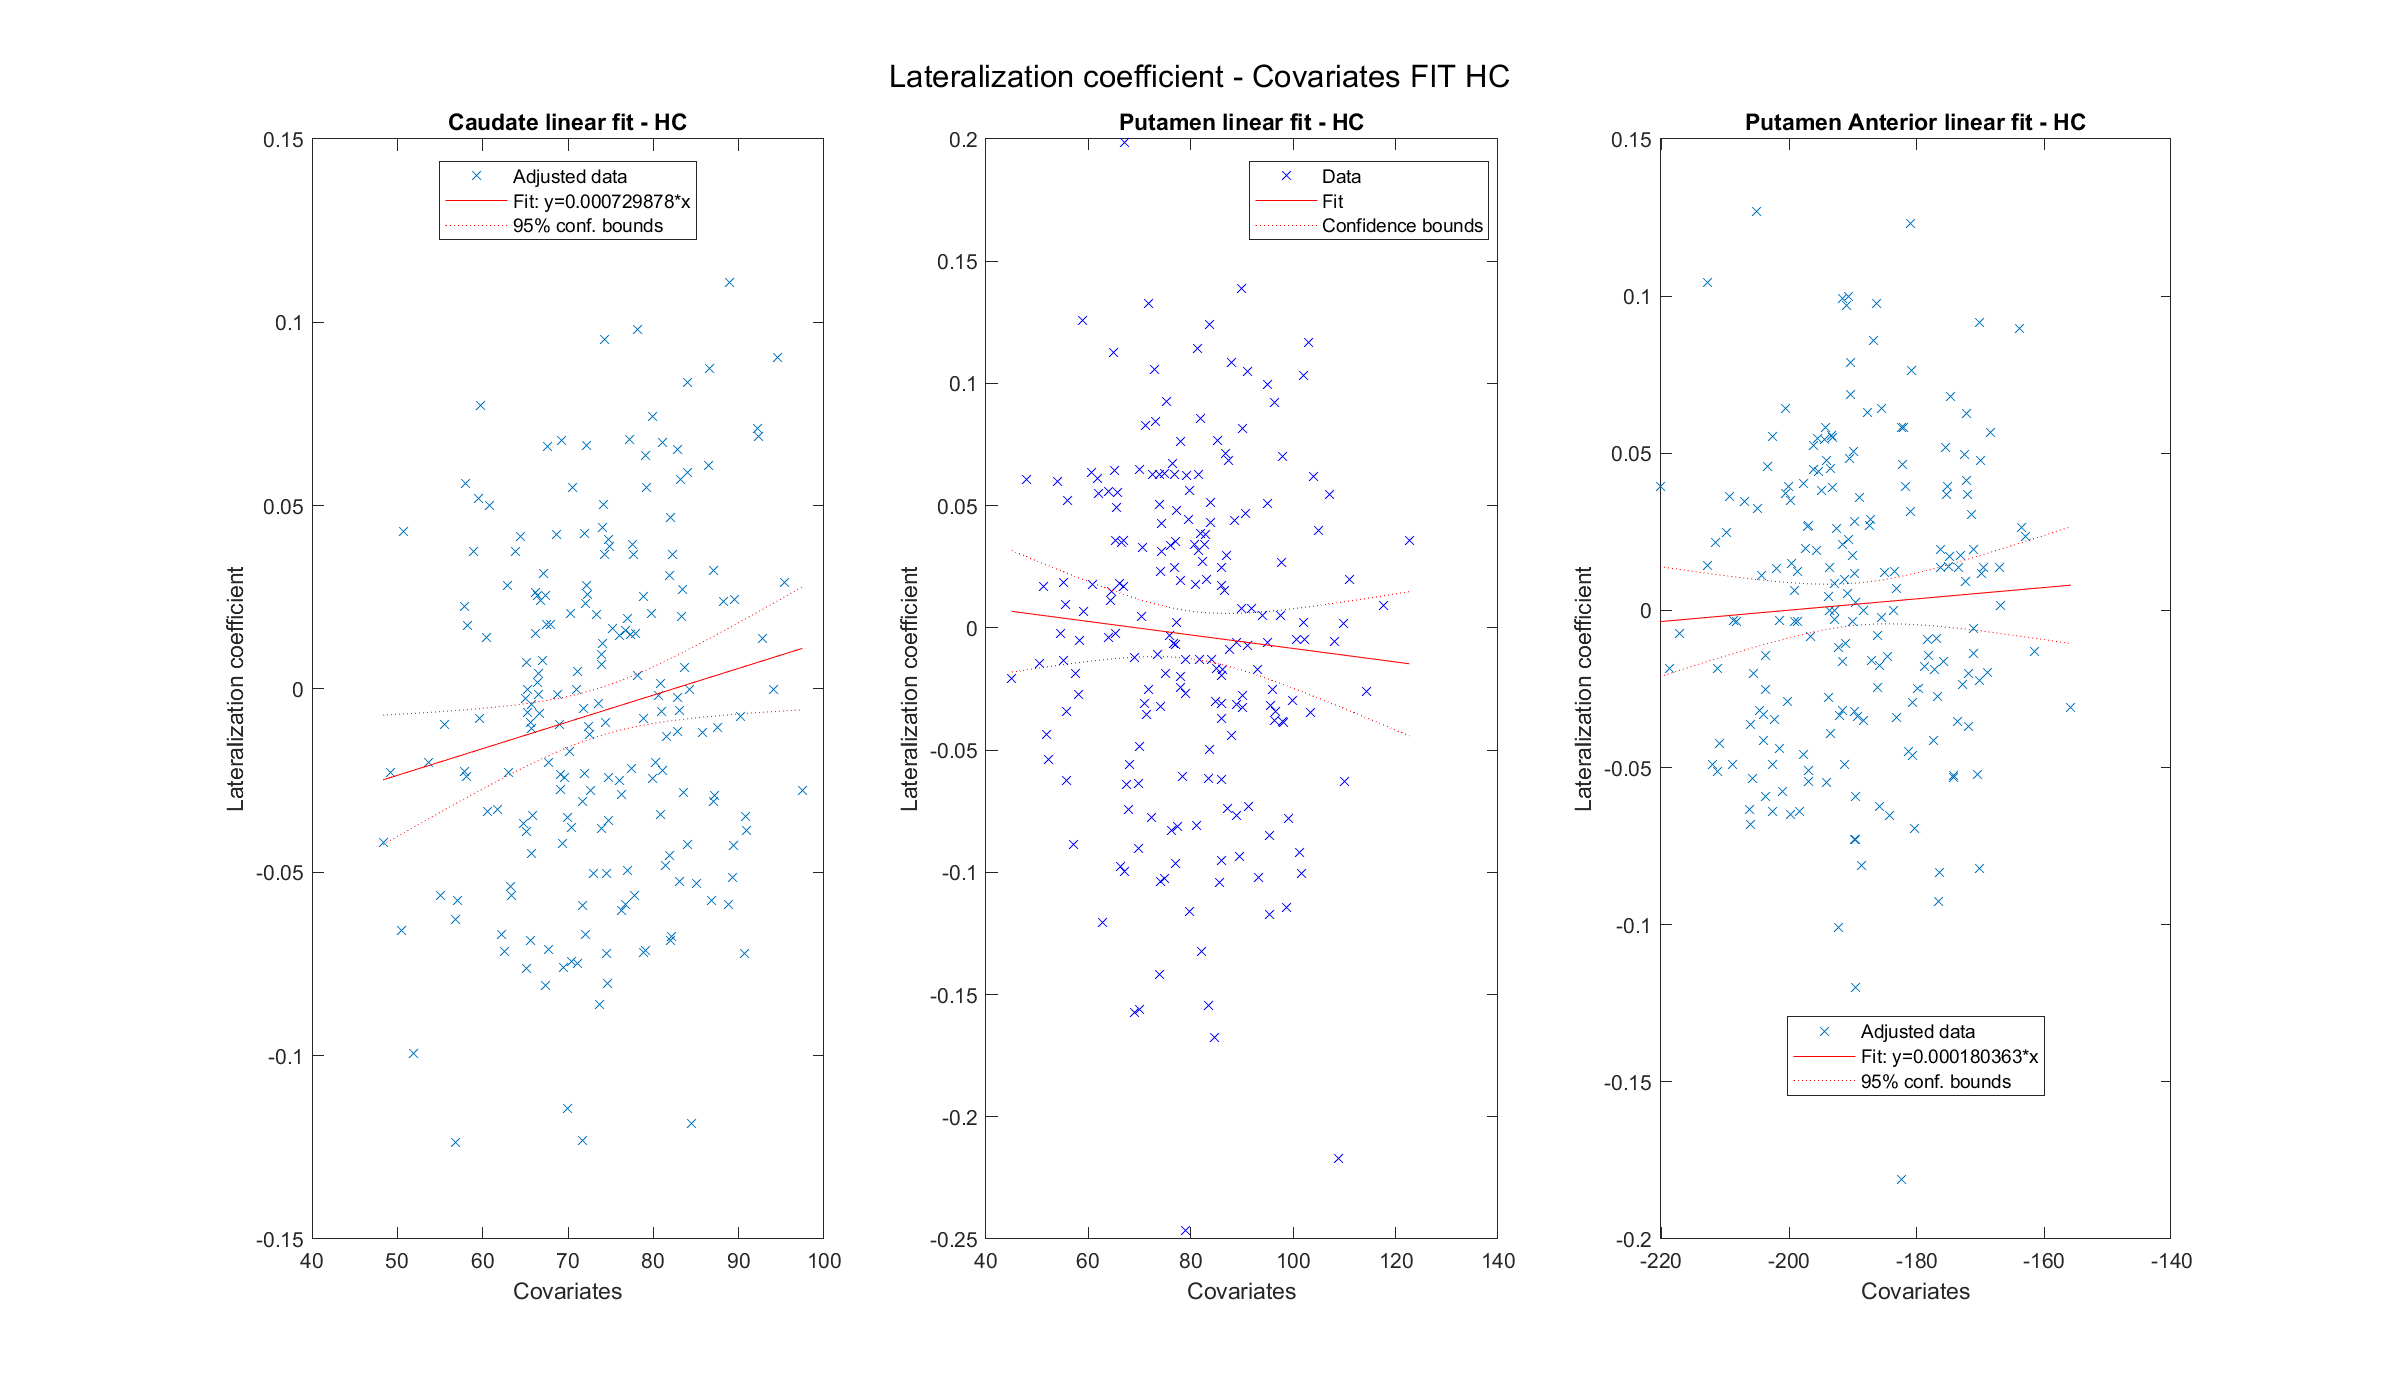 Lateralization coefficient - Covariates FIT HC
Caudate linear fit - HC
0.15
0.1
0.05
0
-0.05
-0.1
-0.15
40 50 60 70 80 90 100
Lateralization coefficient
Covariates
Adjusted data
Fit: y=0.000729878*x
95% conf. bounds
Putamen linear fit - HC
0.2
0.15
0.1
0.05
0
-0.05
-0.1
-0.15
-0.2
-0.25
40 60 80 100 120 140
Lateralization coefficient
Covariates
Data
Fit
Confidence bounds
Putamen Anterior linear fit - HC
0.15
0.1
0.05
0
-0.05
-0.1
-0.15
-0.2
-220 -200 -180 -160 -140
Lateralization coefficient
Covariates
Adjusted data
Fit: y=0.000180363*x
95% conf. bounds